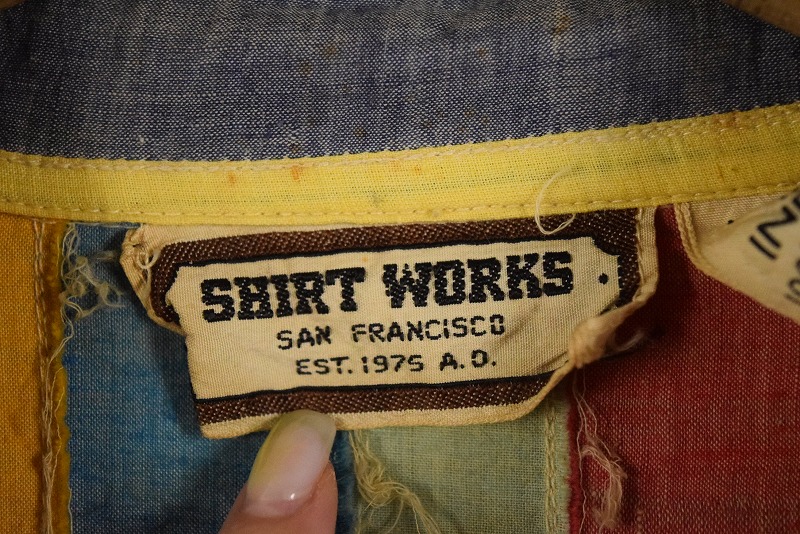 SHIRT WORKS
SAN FRANCISCO
EST. 1975 A.D.